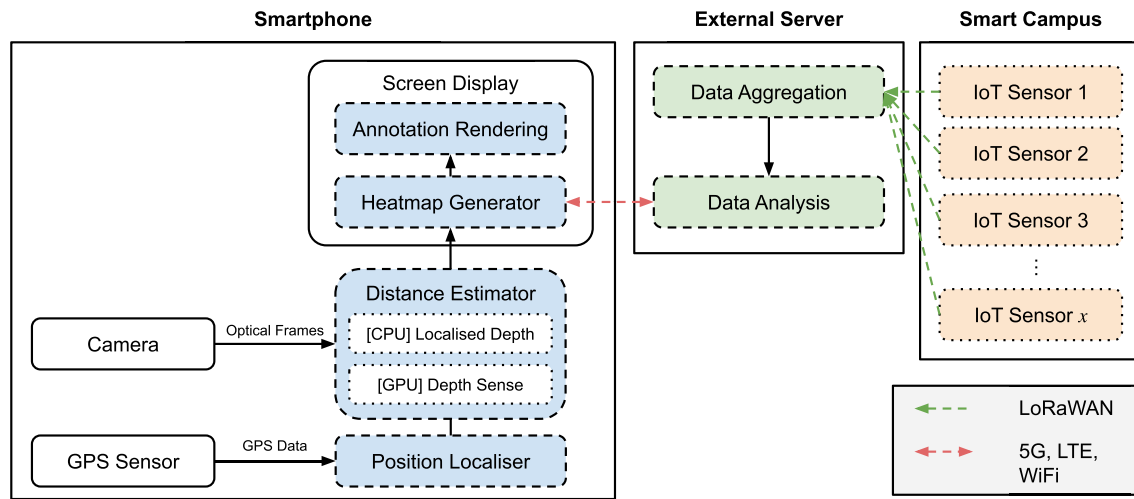 Smartphone
External Server
Smart Campus
Screen Display
Annotation Rendering
Heatmap Generator
Distance Estimator
[CPU] Localised Depth
[GPU] Depth Sense
Position Localiser
Camera
Optical Frames
GPS Sensor
GPS Data
Data Aggregation
Data Analysis
IoT Sensor 1
IoT Sensor 2
IoT Sensor 3
⋮
IoT Sensor x
LoRaWAN
5G, LTE,
WiFi